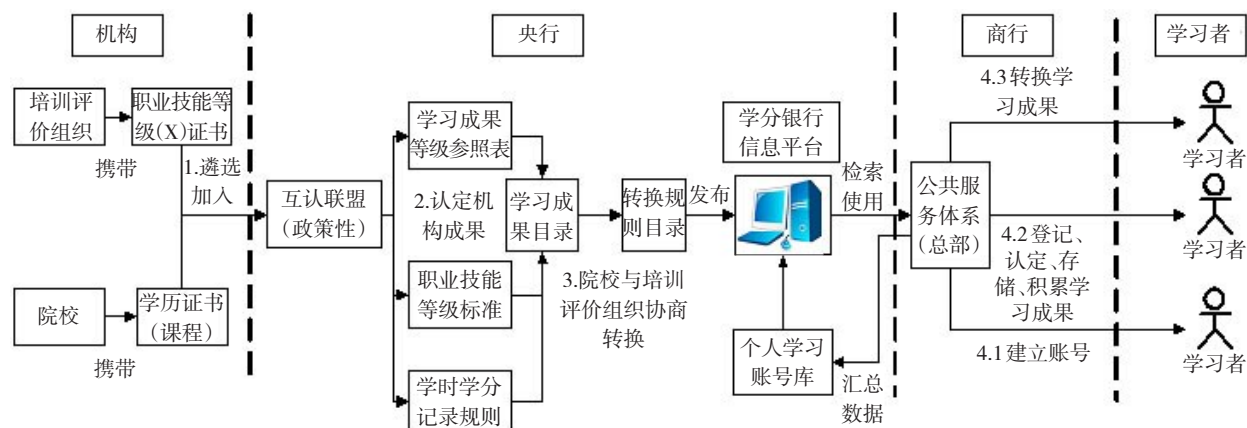 机构
央行
商行
学习者
培训评
价组织
职业技能等
级(X)证书
携带
1.遴选
加入
院校
学历证书
(课程)
携带
互认联盟
(政策性)
学习成果
等级参照表
2.认定机
构成果
学习成
果目录
职业技能
等级标准
学时学分
记录规则
转换规
则目录
3.院校与培训
评价组织协商
转换
发布
学分银行
信息平台
检索
使用
个人学习
账号库
汇总
数据
公共服
务体系
(总部)
4.3转换学
习成果
4.2登记、
认定、存
储、积累学
习成果
4.1建立账号
学习者
学习者
学习者